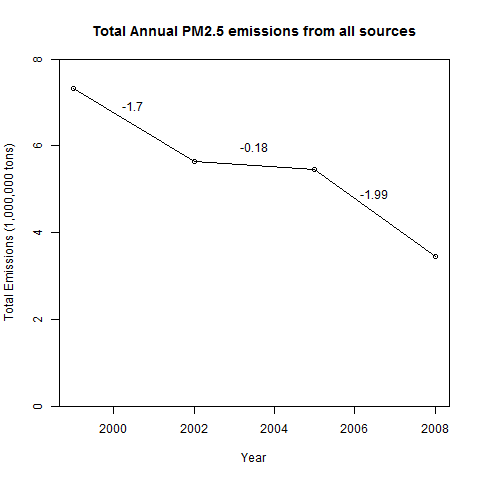 Total Annual PM2.5 emissions from all sources
Total Emissions (1,000,000 tons)
8
6
4
2
0
-1.7
-0.18
-1.99
2000 2002 2004 2006 2008
Year